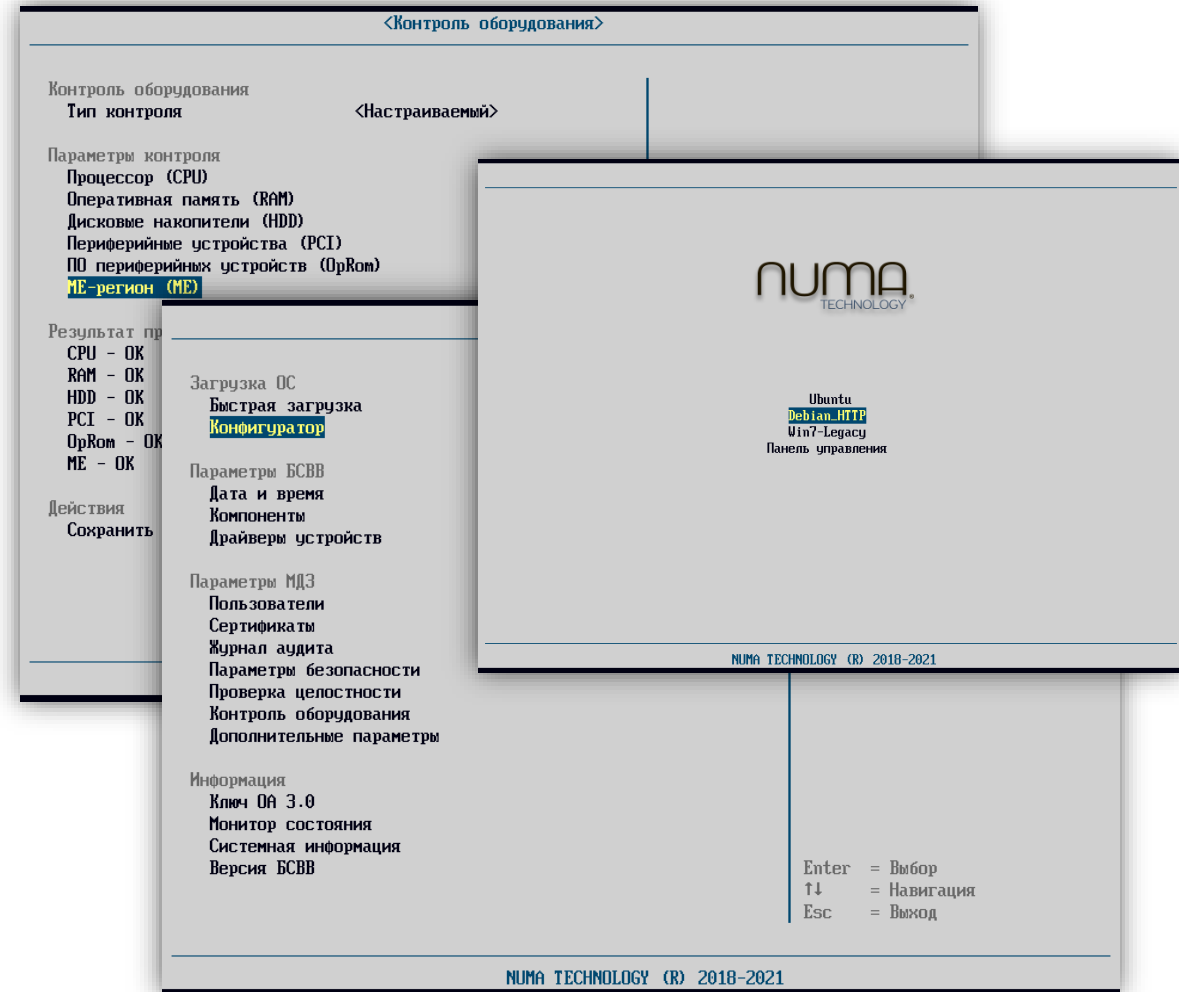 <Контроль оборудования>
Контроль оборудования
Тип контроля <Настраиваемый>
Параметры контроля
Процессор (CPU)
Оперативная память (RAM)
Дисковые накопители (HDD)
Периферийные устройства (PCI)
ПО периферийных устройств (OpRom)
МЕ-регион (МЕ)
Результат пр
CPU - OK
RAM - OK
HDD - OK
PCI - OK
OpRom - OK
ME - OK
Действия
Сохранить
Загрузка ОС
Быстрая загрузка
Конфигуратор
Параметры БСВВ
Дата и время
Компоненты
Драйверы устройств
Параметры МДЗ
Пользователи
Сертификаты
Журнал аудита
Параметры безопасности
Проверка целостности
Контроль оборудования
Дополнительные параметры
Информация
Ключ ОА 3.0
Монитор состояния
Системная информация
Версия БСВВ
Enter = Выбор
↑↓ = Навигация
Esc = Выход
NUMA TECHNOLOGY (R) 2018-2021
NUMA
TECHNOLOGY
Ubuntu
Debian_HTTP
Win7-Legacy
Панель управления
NUMA TECHNOLOGY (R) 2018-2021